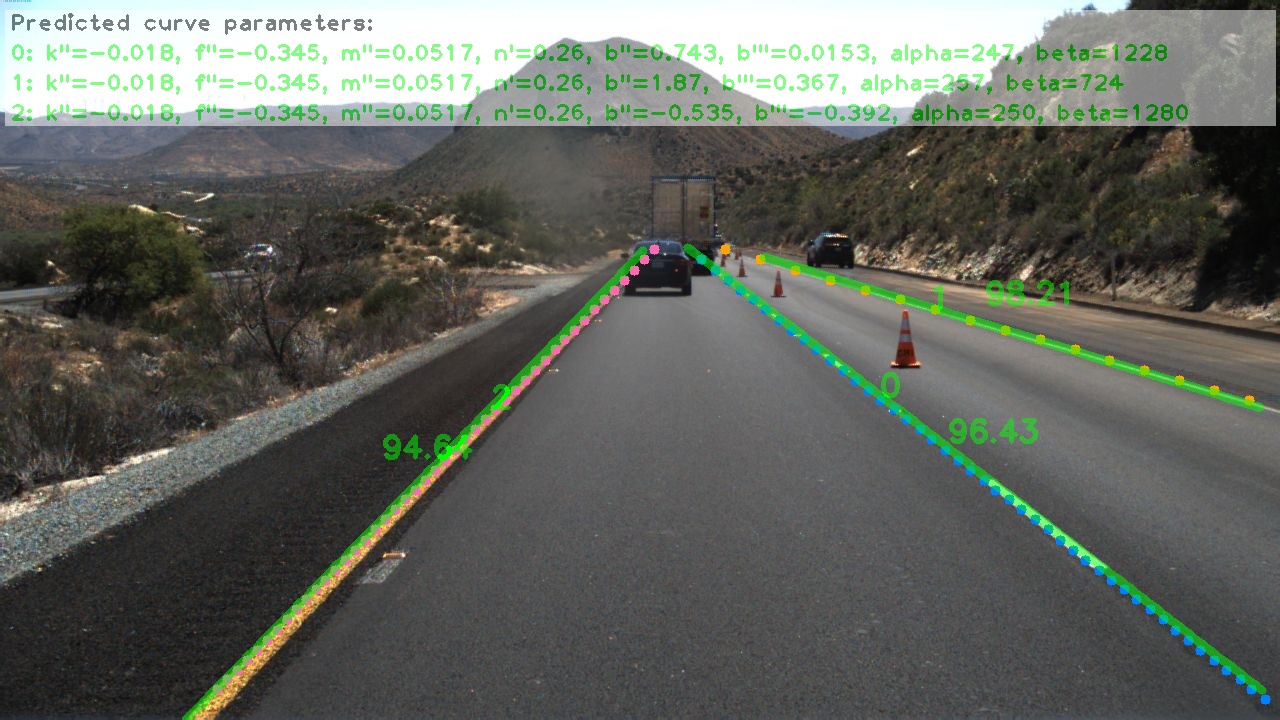 Predicted curve parameters:
0: k''=-0.018, f''=-0.345, m''=0.0517, n'=0.26, b''=0.743, b'''=0.0153, alpha=247, beta=1228
1: k''=-0.018, f''=-0.345, m''=0.0517, n'=0.26, b''=1.87, b'''=0.367, alpha=257, beta=724
2: k''=-0.018, f''=-0.345, m''=0.0517, n'=0.26, b''=-0.535, b'''=-0.392, alpha=250, beta=1280
1 98.21
0
2
96.43
94.64